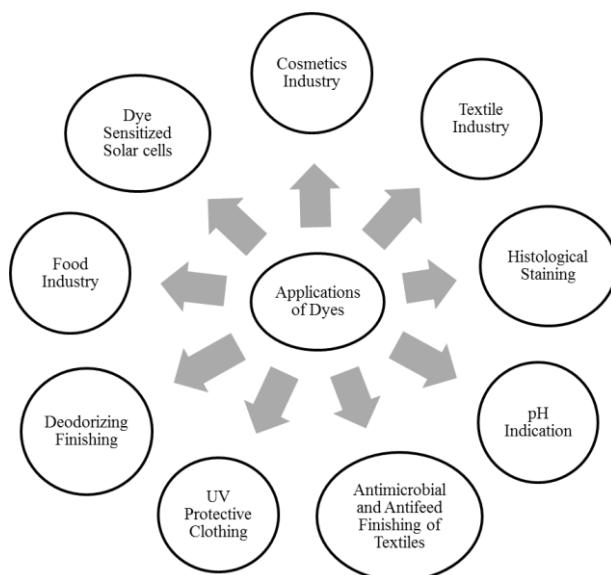 Cosmetics
Industry
Textile
Industry
Histological
Staining
pH
Indication
Antimicrobial
and Antifeed
Finishing of
Textiles
UV
Protective
Clothing
Deodorizing
Finishing
Food
Industry
Dye
Sensitized
Solar cells
Applications
of Dyes